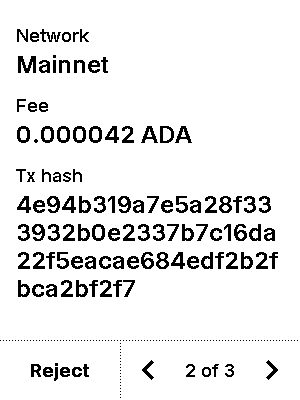 Network
Mainnet
Fee
0.000042 ADA
Tx hash
4e94b319a7e5a28f33
3932b0e2337b7c16da
22f5eacae684edf2b2f
bca2bf2f7
Reject
2 of 3